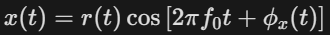 x(t) = r(t) cos [2πf₀t + ϕₓ(t)]